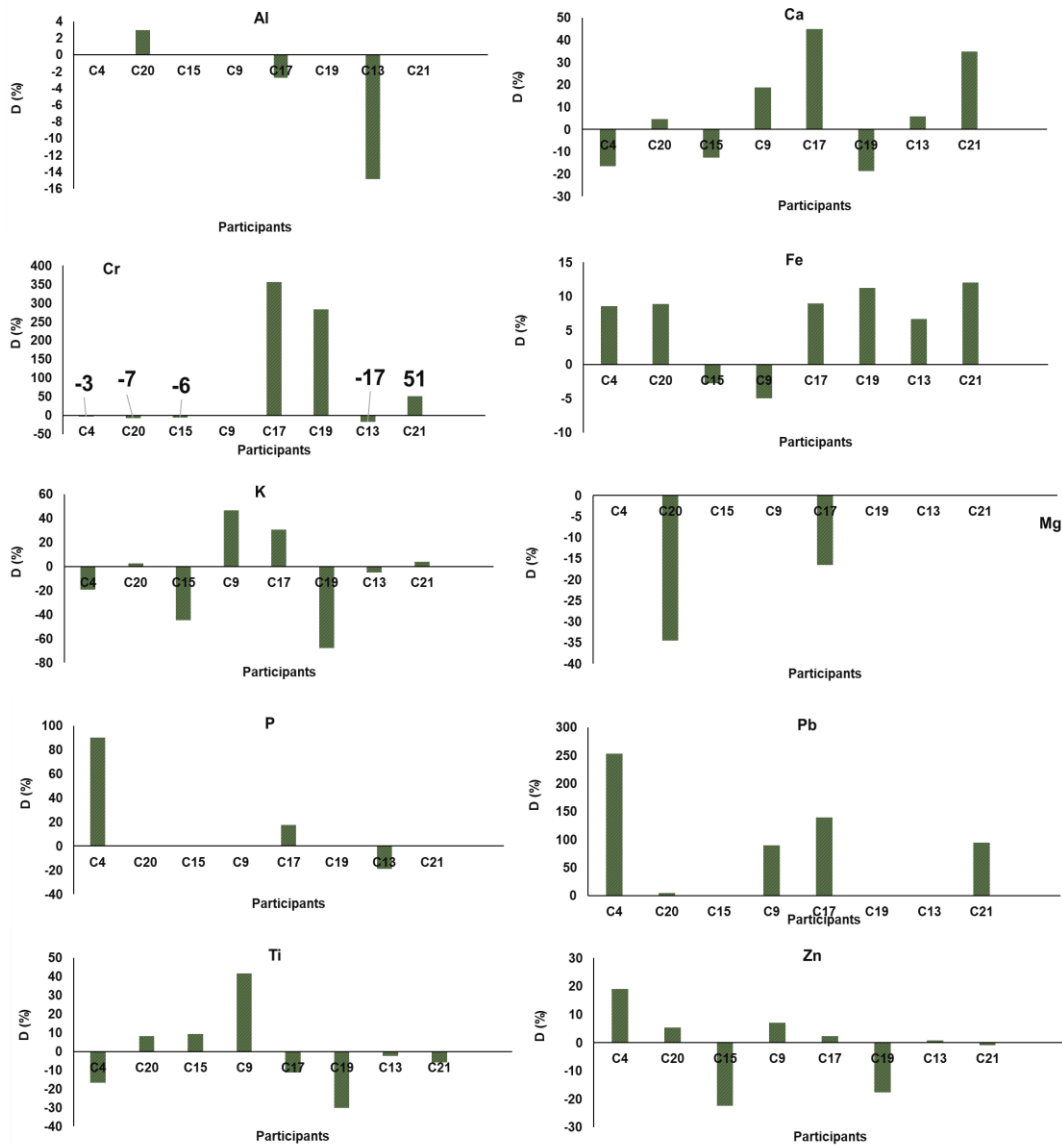 Al
4
2
0
-2
-4
-6
-8
-10
-12
-14
-16
D (%)
C4 C20 C15 C9 C17 C19 C13 C21
Participants
Ca
50
40
30
20
10
0
-10
-20
-30
D (%)
C4 C20 C15 C9 C17 C19 C13 C21
Participants
Cr
400
350
300
250
200
150
100
50
0
-50
D (%)
-3 -7 -6 -17 51
C4 C20 C15 C9 C17 C19 C13 C21
Participants
Fe
15
10
5
0
-5
-10
D (%)
C4 C20 C15 C9 C17 C19 C13 C21
Participants
K
60
40
20
0
-20
-40
-60
-80
D (%)
C4 C20 C15 C9 C17 C19 C13 C21
Participants
Mg
0
-5
-10
-15
-20
-25
-30
-35
-40
D (%)
C4 C20 C15 C9 C17 C19 C13 C21
Participants
P
100
80
60
40
20
0
-20
-40
D (%)
C4 C20 C15 C9 C17 C19 C13 C21
Participants
Pb
300
250
200
150
100
50
0
D (%)
C4 C20 C15 C9 C17 C19 C13 C21
Participants
Ti
50
40
30
20
10
0
-10
-20
-30
-40
D (%)
C4 C20 C15 C9 C17 C19 C13 C21
Participants
Zn
30
20
10
0
-10
-20
-30
D (%)
C4 C20 C15 C9 C17 C19 C13 C21
Participants